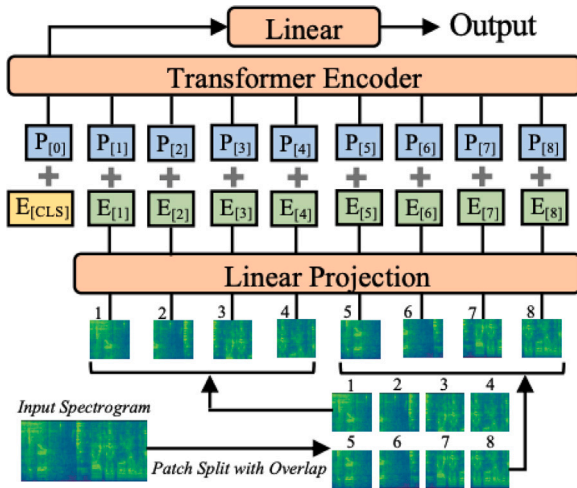 Linear
Output
Transformer Encoder
P[0] P[1] P[2] P[3] P[4] P[5] P[6] P[7] P[8]
+ + + + + + + + +
E[CLS] E[1] E[2] E[3] E[4] E[5] E[6] E[7] E[8]
Linear Projection
1 2 3 4 5 6 7 8
1 2 3 4
Input Spectrogram
5 6 7 8
Patch Split with Overlap